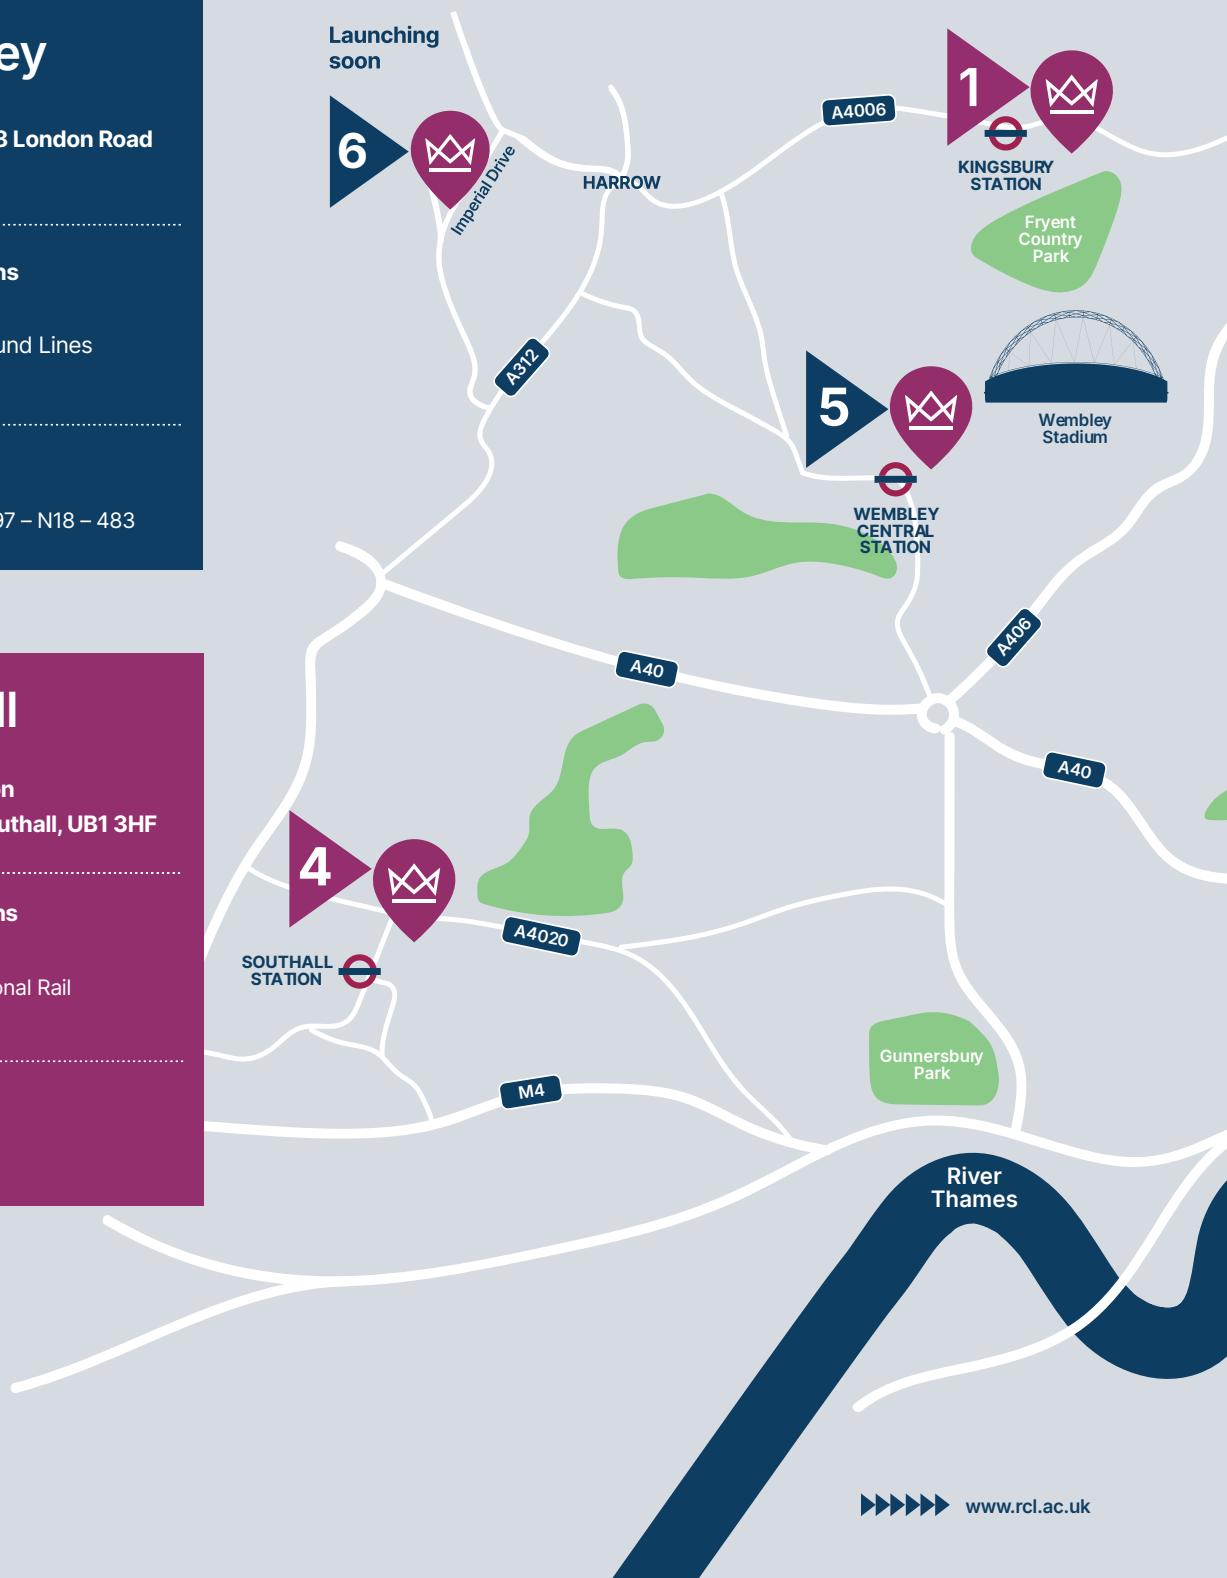 ey
3 London Road
ns
und Lines
97 – N18 – 483
ll
on
uthall, UB1 3HF
ns
onal Rail
Launching
soon
6
Imperial Drive
HARROW
A4006
1
KINGSBURY
STATION
Fryent
Country
Park
A312
5
Wembley
Stadium
WEMBLEY
CENTRAL
STATION
A406
A40
A40
4
A4020
SOUTHALL
STATION
Gunnersbury
Park
M4
River
Thames
www.rcl.ac.uk